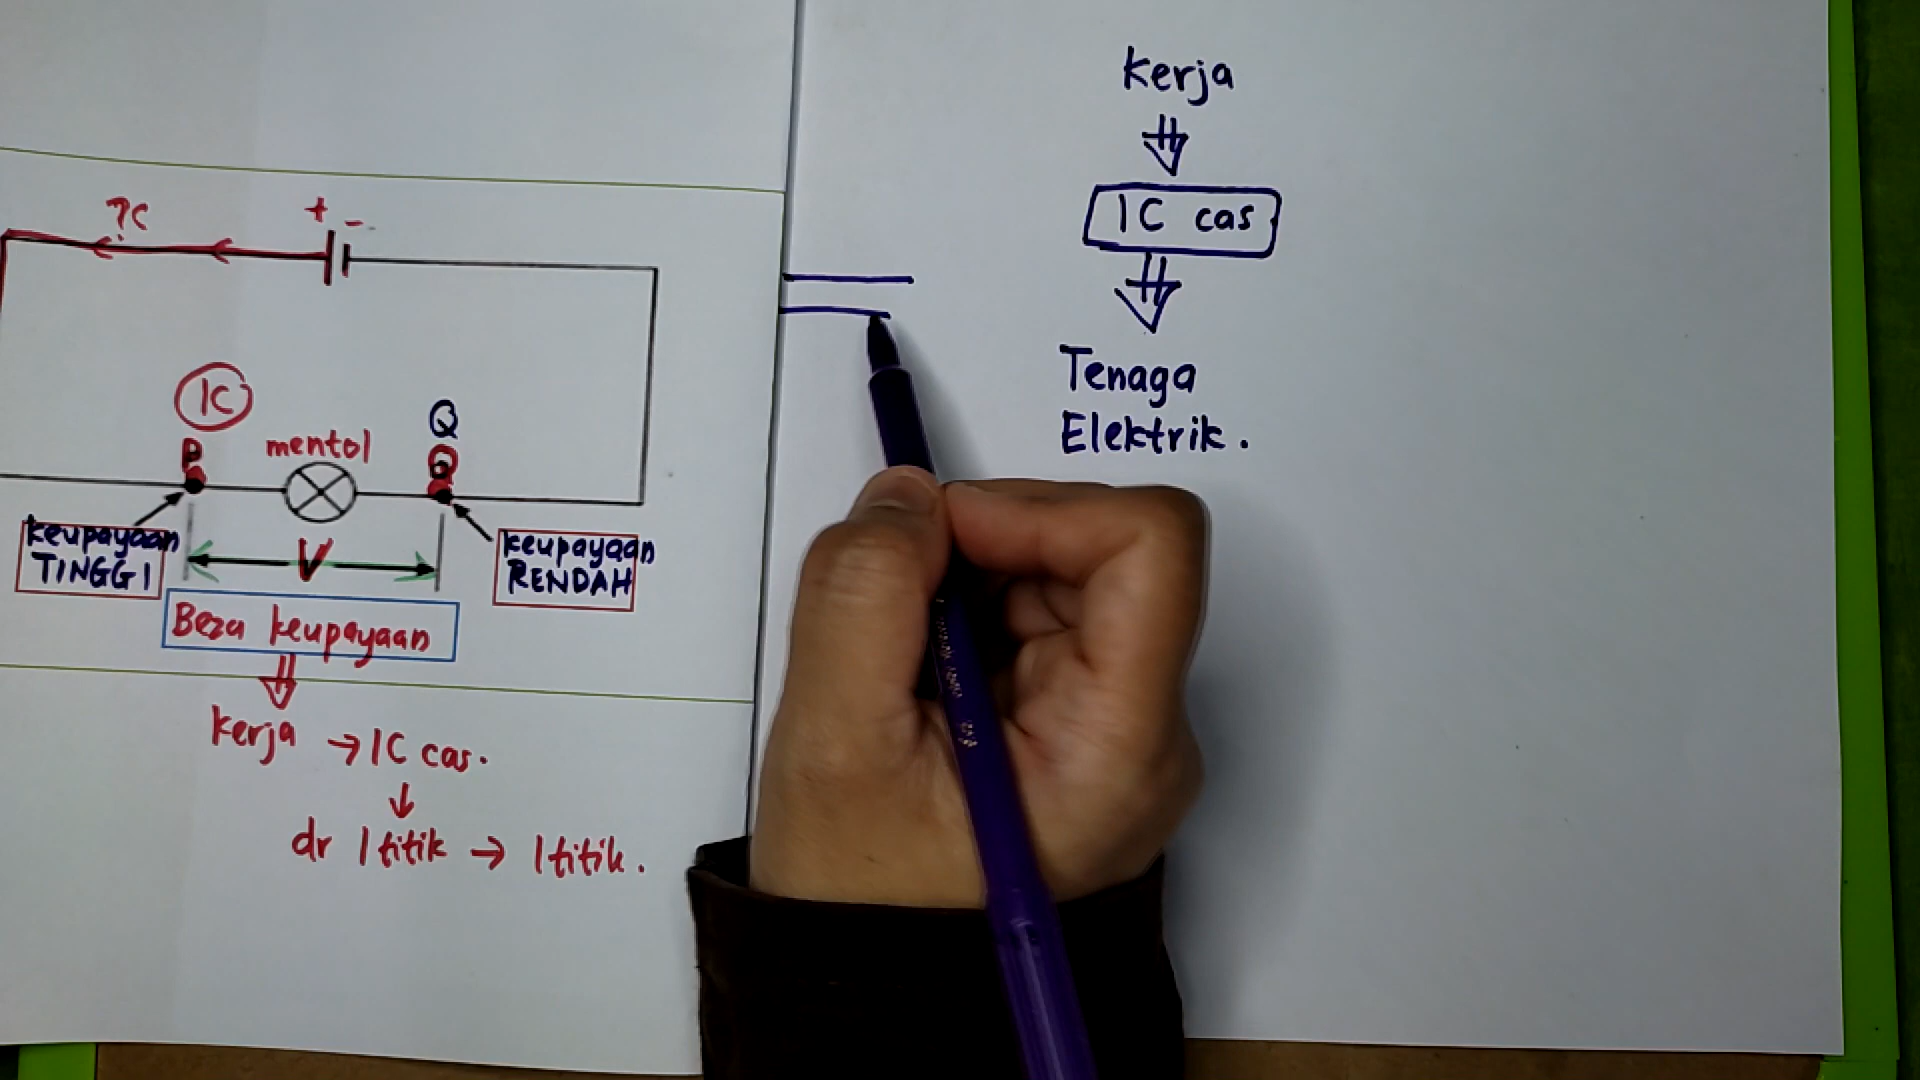 ?C
+
-
1C
P
mentol
Q
Q
keupayaan
TINGGI
V
keupayaan
RENDAH
Beza keupayaan
kerja → 1C cas.
↓
dr 1 titik → 1 titik.
kerja
1C cas
Tenaga
Elektrik.